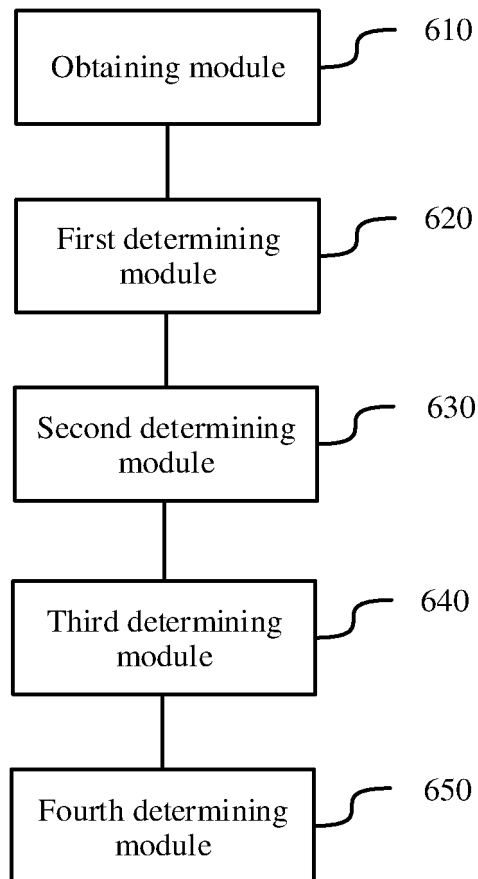 Obtaining module
610
First determining
module
620
Second determining
module
630
Third determining
module
640
Fourth determining
module
650